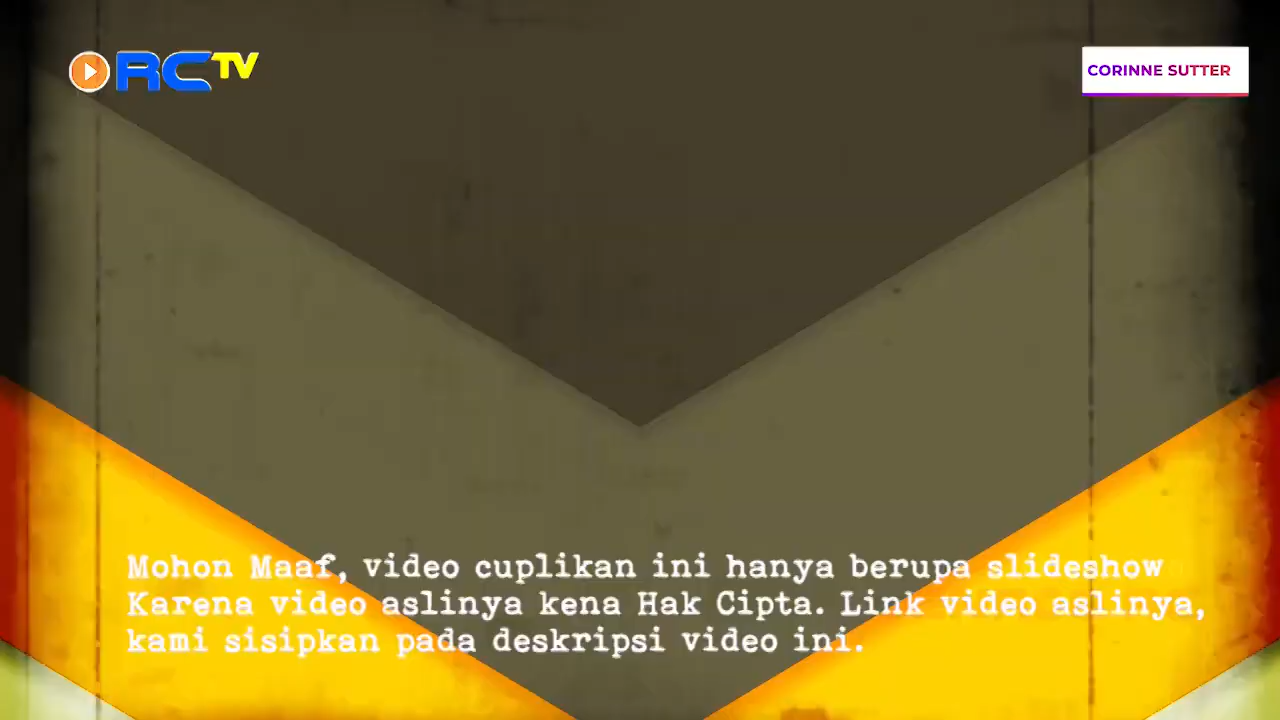 RCTV
CORINNE SUTTER
Mohon Maaf, video cuplikan ini hanya berupa slideshow
Karena video aslinya kena Hak Cipta. Link video aslinya,
kami sisipkan pada deskripsi video ini.